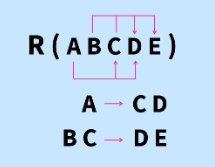 R(ABCDE)
A → CD
BC → DE